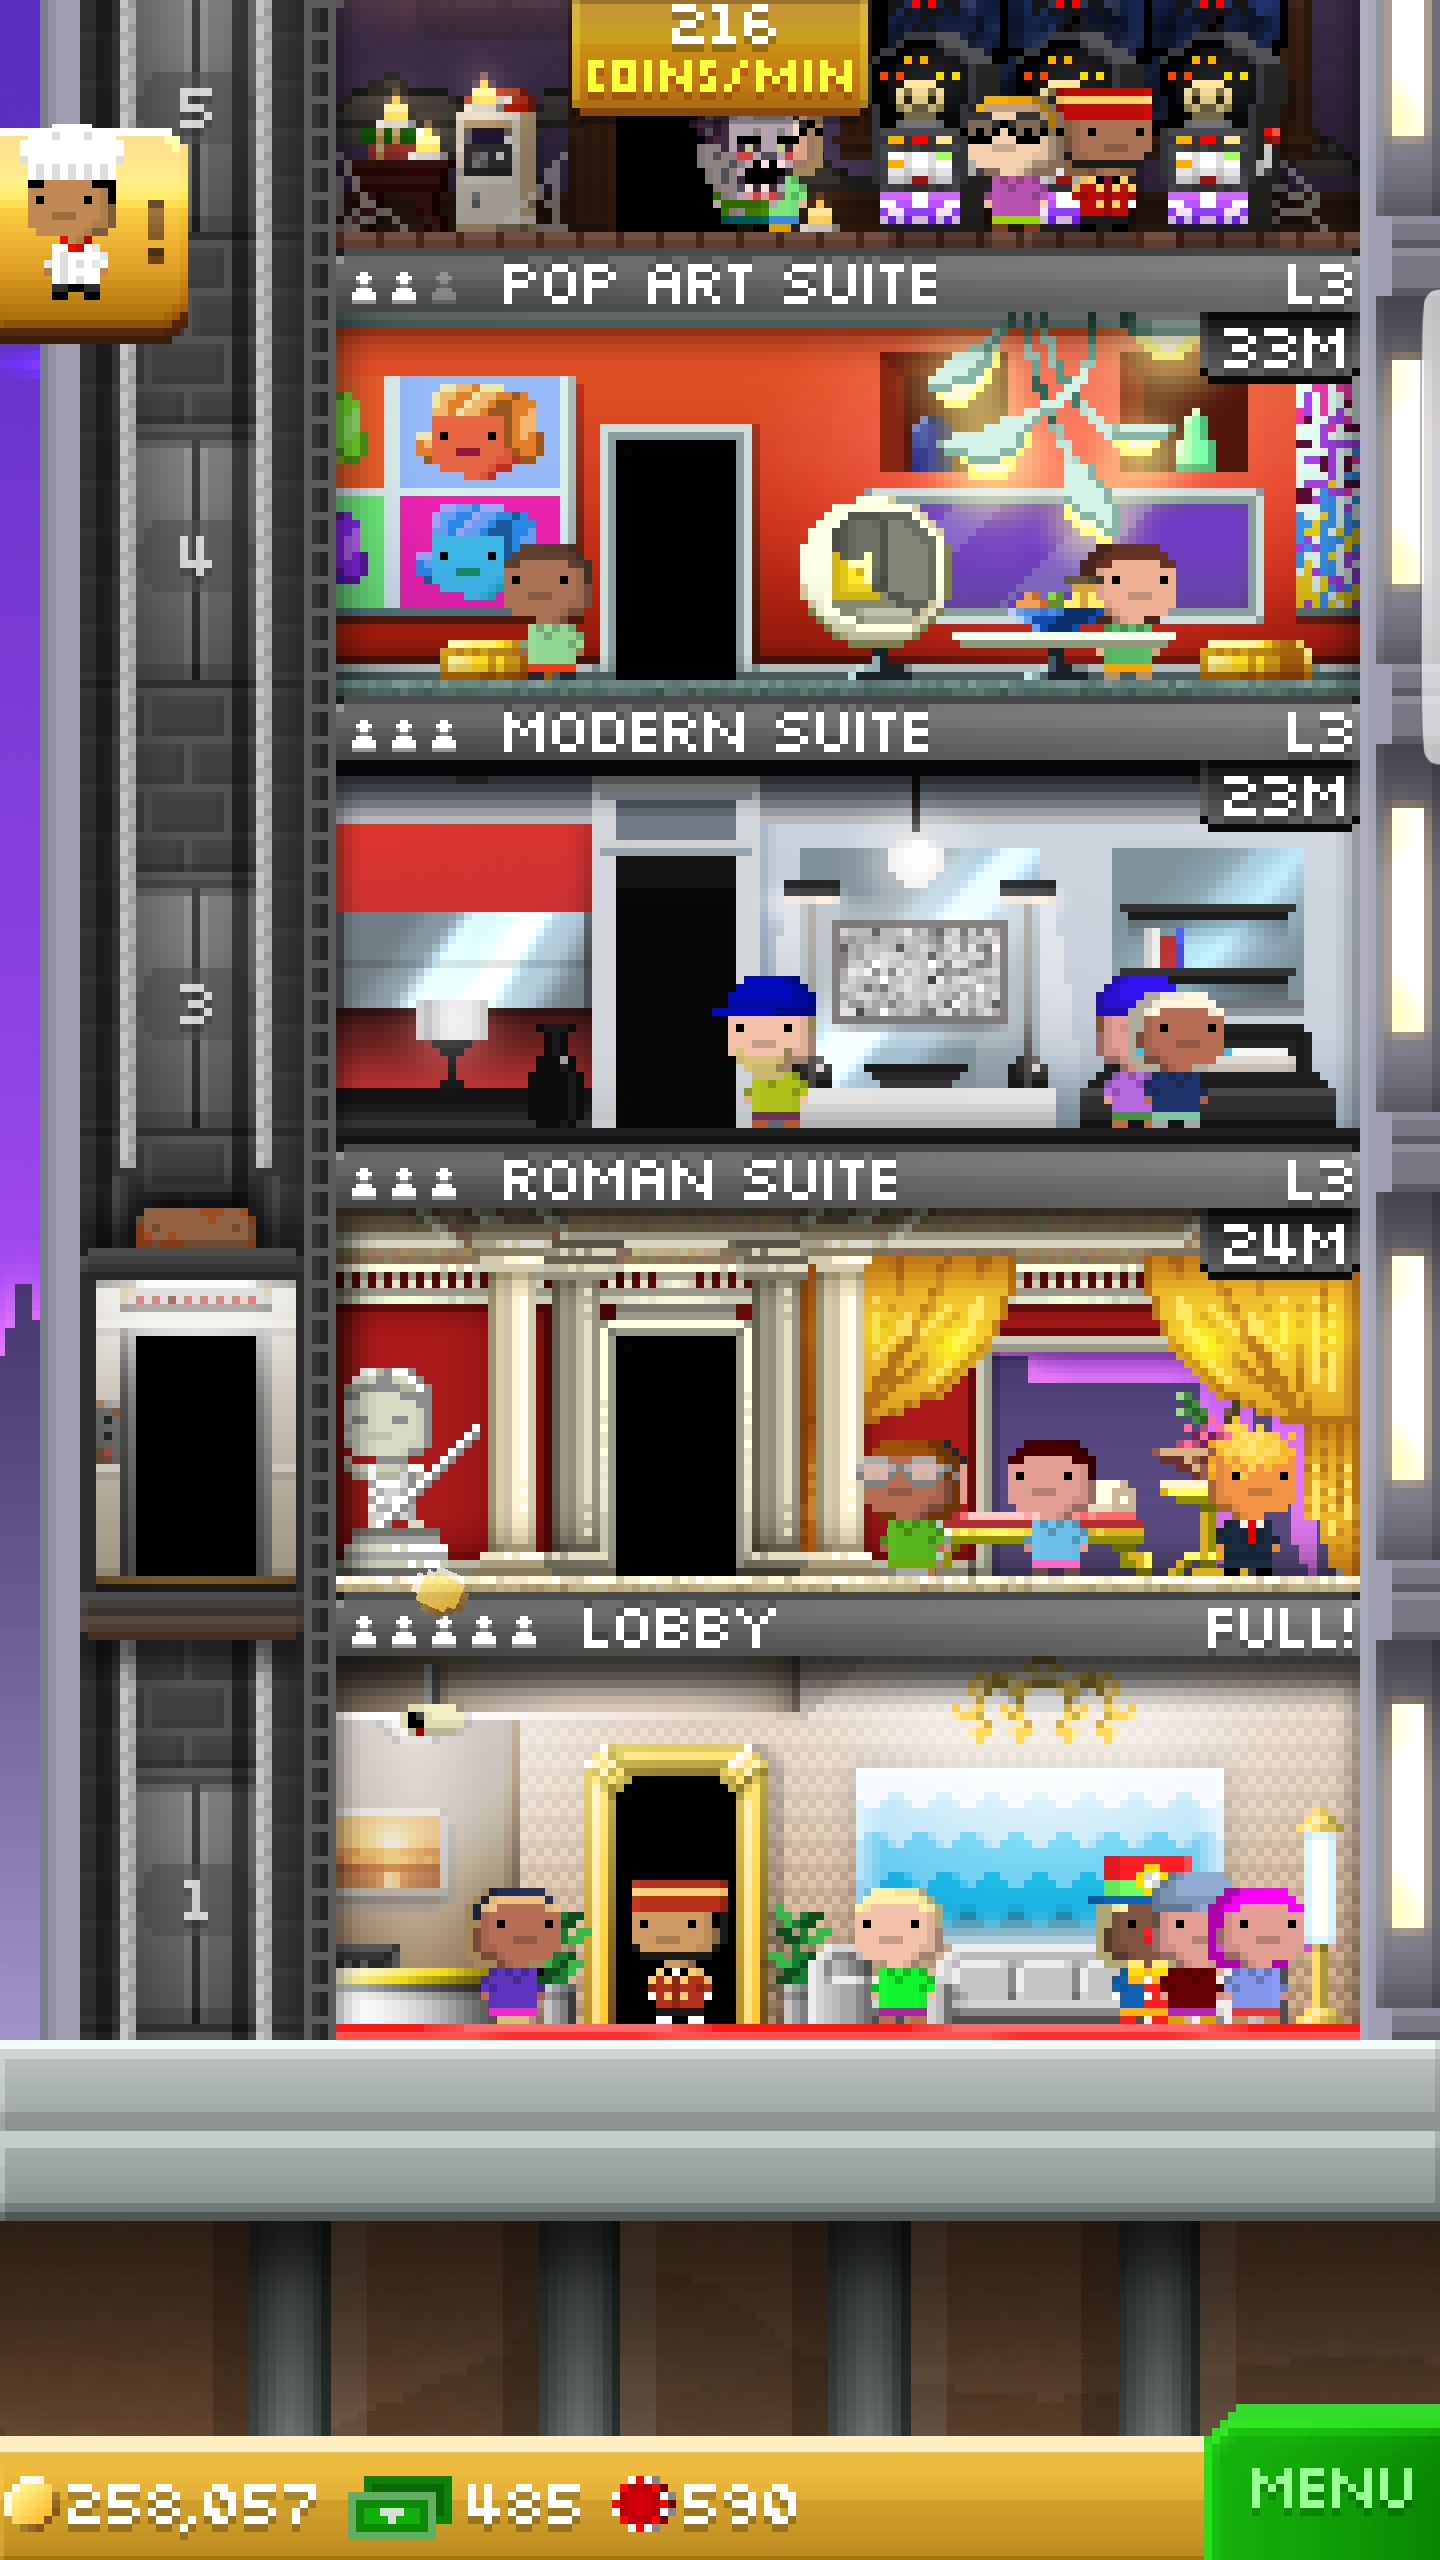 216
COINS/MIN
5
!
POP ART SUITE L3
33M
4
MODERN SUITE L3
23M
3
ROMAN SUITE L3
24M
LOBBY FULL!
1
258,057 485 590
MENU